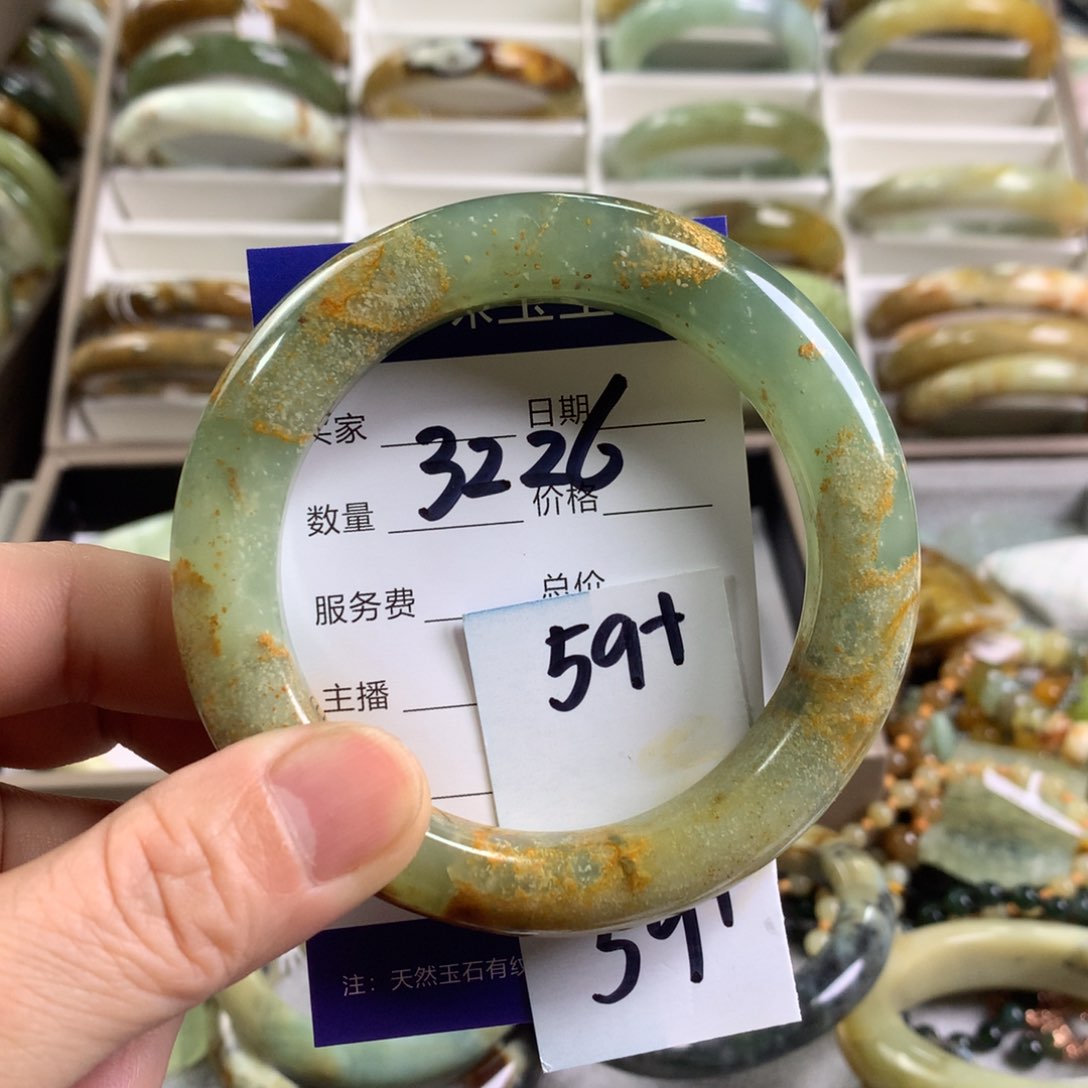 买家 日期
3226
数量 价格
服务费 总价
59+
主播
59+
注：天然玉石有纹